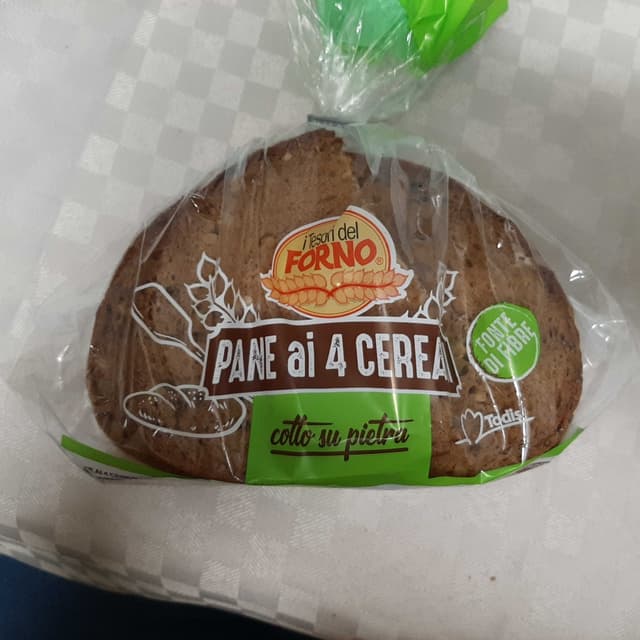 i Tesori del
FORNO®
PANE ai 4 CEREA
FONTE
DI FIBRE
cotto su pietra
Todis